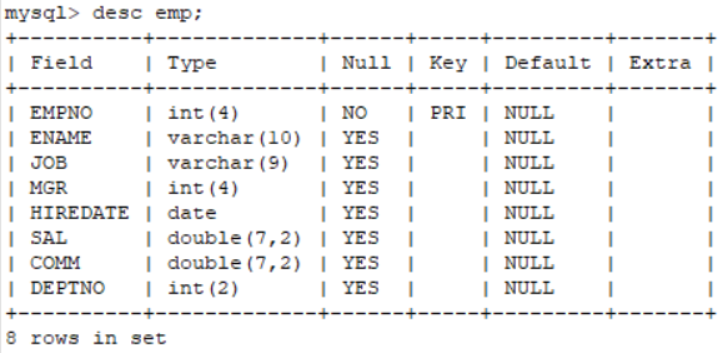 mysql> desc emp;
+----------+-------------+------+-----+---------+-------+
| Field    | Type        | Null | Key | Default | Extra |
+----------+-------------+------+-----+---------+-------+
| EMPNO    | int(4)      | NO   | PRI | NULL    |       |
| ENAME    | varchar(10) | YES  |     | NULL    |       |
| JOB      | varchar(9)  | YES  |     | NULL    |       |
| MGR      | int(4)      | YES  |     | NULL    |       |
| HIREDATE | date        | YES  |     | NULL    |       |
| SAL      | double(7,2) | YES  |     | NULL    |       |
| COMM     | double(7,2) | YES  |     | NULL    |       |
| DEPTNO   | int(2)      | YES  |     | NULL    |       |
+----------+-------------+------+-----+---------+-------+
8 rows in set